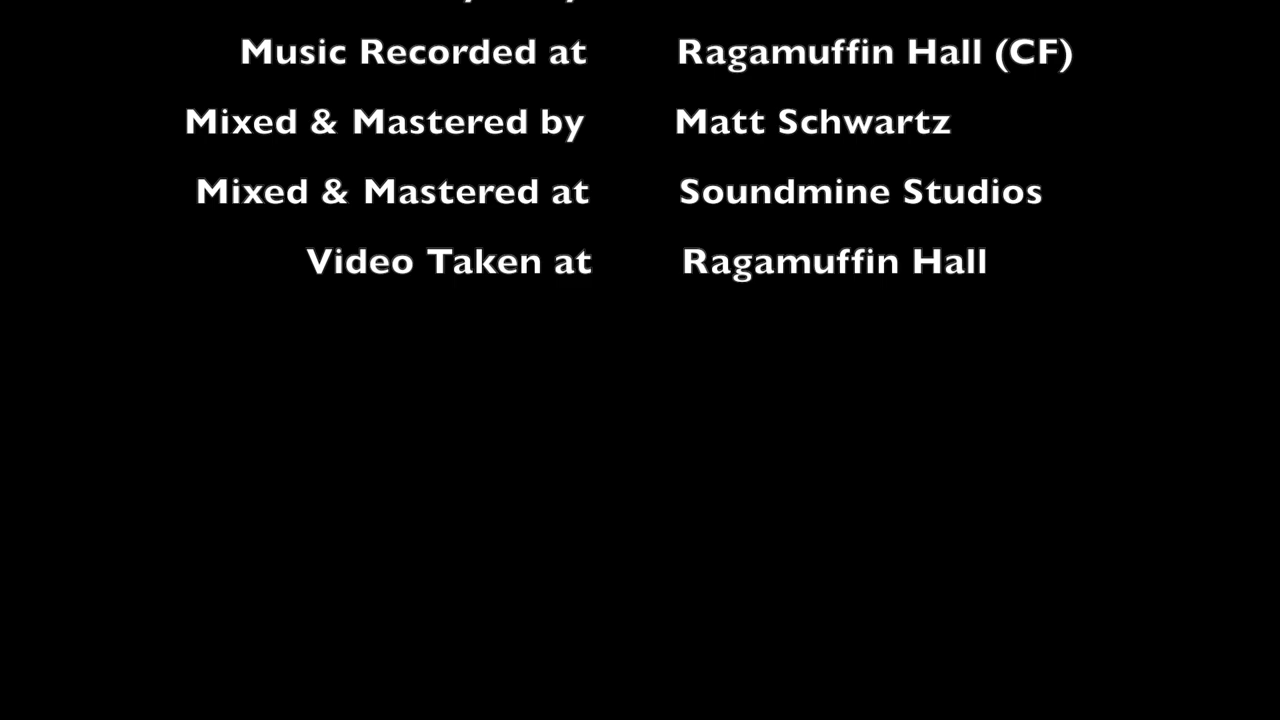 Music Recorded at Ragamuffin Hall (CF)
Mixed & Mastered by Matt Schwartz
Mixed & Mastered at Soundmine Studios
Video Taken at Ragamuffin Hall